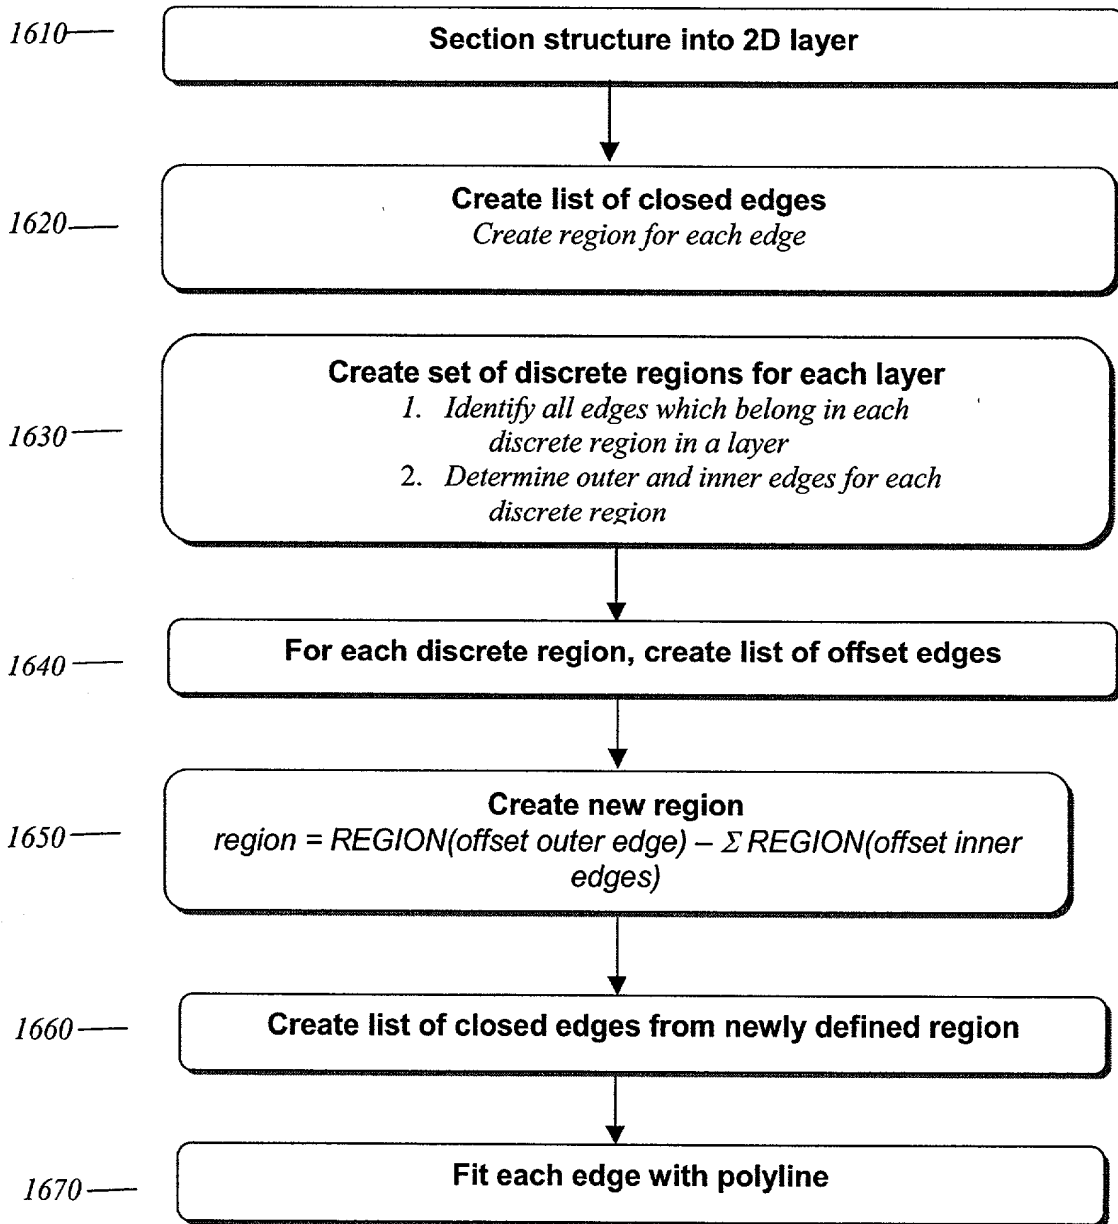 1610
Section structure into 2D layer
1620
Create list of closed edges
Create region for each edge
1630
Create set of discrete regions for each layer
1. Identify all edges which belong in each
discrete region in a layer
2. Determine outer and inner edges for each
discrete region
1640
For each discrete region, create list of offset edges
1650
Create new region
region = REGION(offset outer edge) – Σ REGION(offset inner
edges)
1660
Create list of closed edges from newly defined region
1670
Fit each edge with polyline